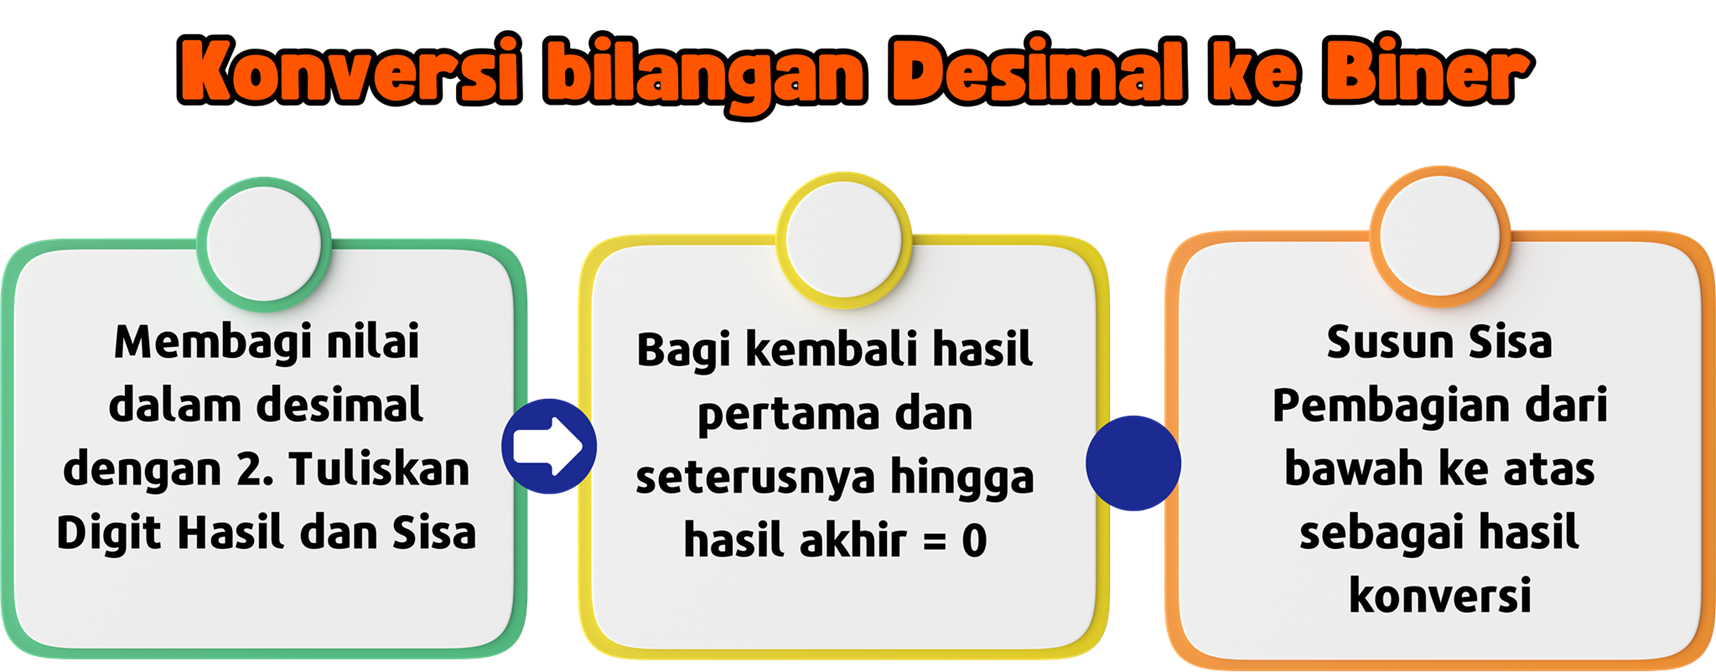 Konversi bilangan Desimal ke Biner
Membagi nilai
dalam desimal
dengan 2. Tuliskan
Digit Hasil dan Sisa
Bagi kembali hasil
pertama dan
seterusnya hingga
hasil akhir = 0
Susun Sisa
Pembagian dari
bawah ke atas
sebagai hasil
konversi